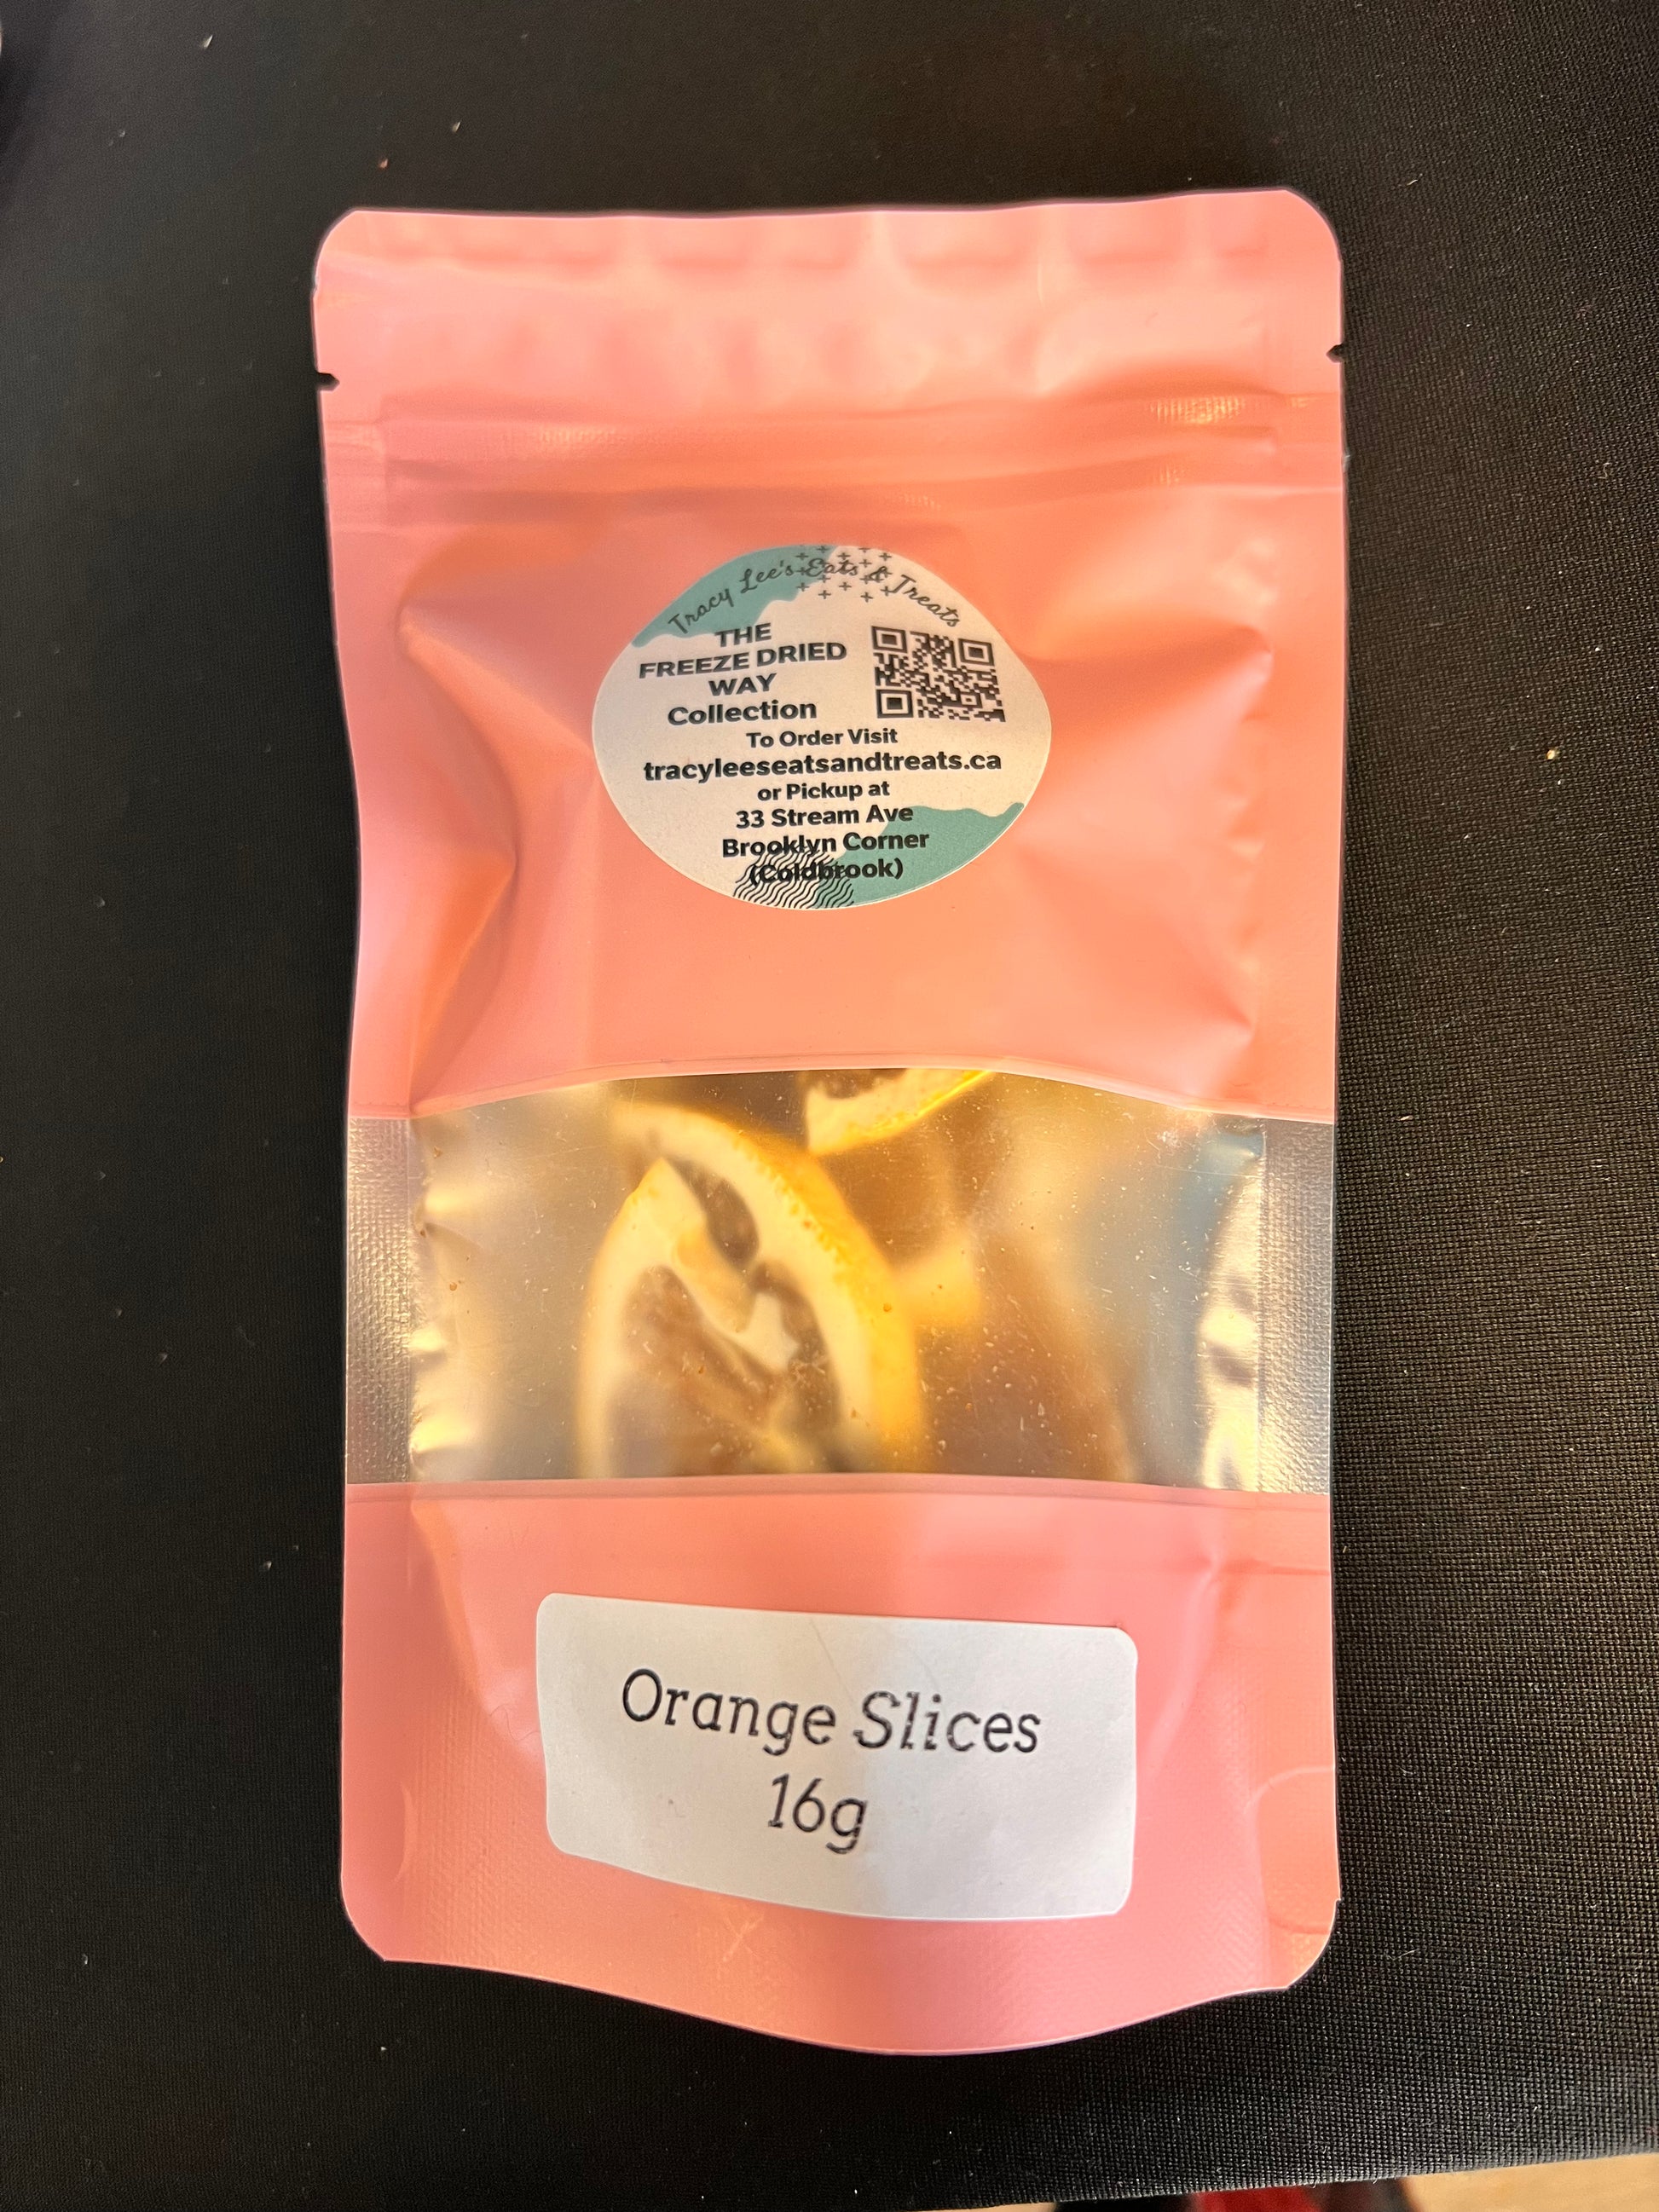 Tracy Lee's Eats & Treats
THE
FREEZE DRIED
WAY
Collection
To Order Visit
tracyleeseatsandtreats.ca
or Pickup at
33 Stream Ave
Brooklyn Corner
(Coldbrook)
Orange Slices
16g